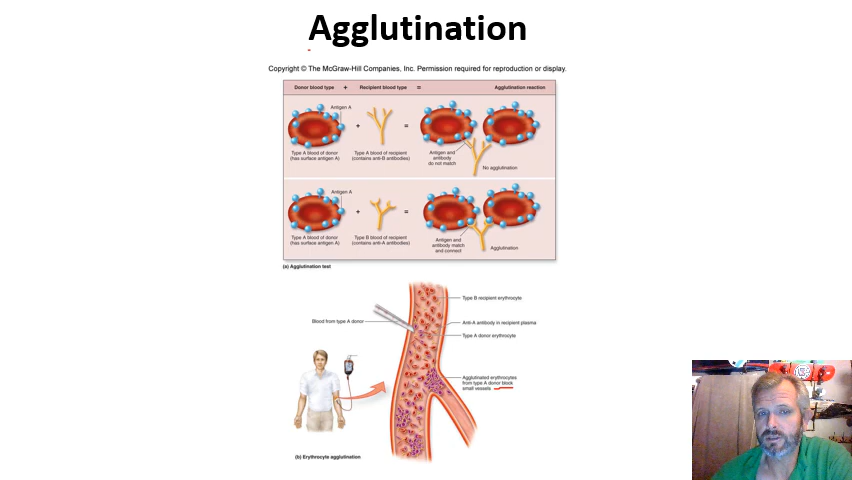 Agglutination
Copyright © The McGraw-Hill Companies, Inc. Permission required for reproduction or display.
Donor blood type + Recipient blood type = Agglutination reaction
Antigen A
+ =
Type A blood of donor
(has surface antigen A)
Type A blood of recipient
(contains anti-B antibodies)
Antigen and
antibody
do not match
No agglutination
Antigen A
+ =
Type A blood of donor
(has surface antigen A)
Type B blood of recipient
(contains anti-A antibodies)
Antigen and
antibody match
and connect
Agglutination
(a) Agglutination test
Type B recipient erythrocyte
Blood from type A donor
Anti-A antibody in recipient plasma
Type A donor erythrocyte
Agglutinated erythrocytes
from type A donor block
small vessels
(b) Erythrocyte agglutination